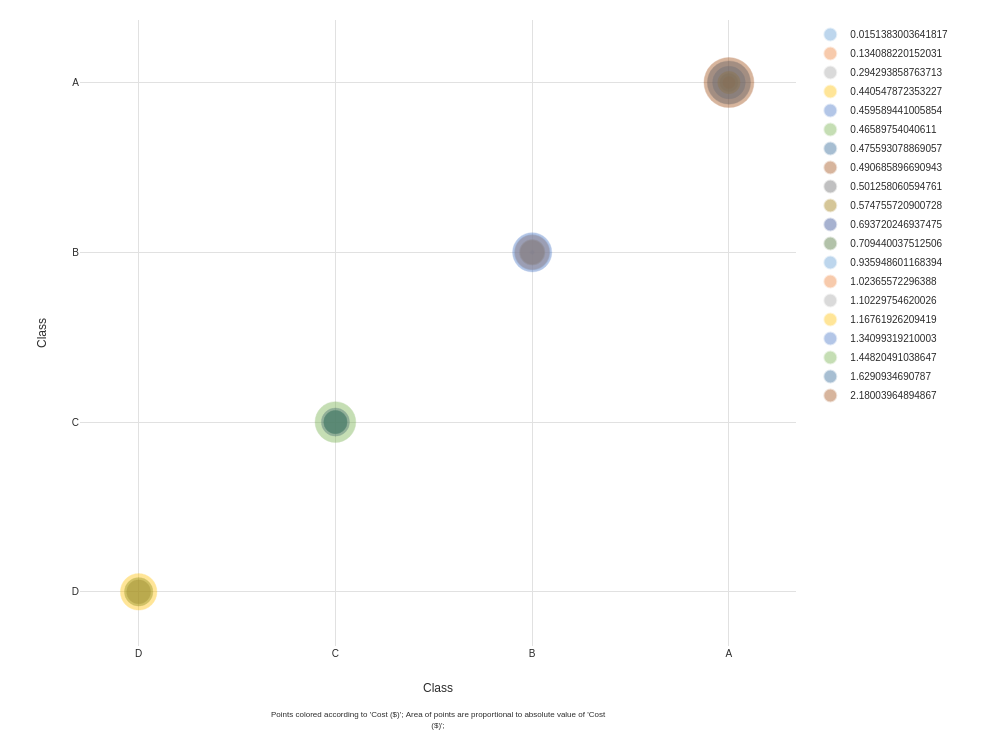 A
B
C
D
Class
D
C
B
A
Class
Points colored according to 'Cost ($)'; Area of points are proportional to absolute value of 'Cost
($)';
0.0151383003641817
0.134088220152031
0.294293858763713
0.440547872353227
0.459589441005854
0.46589754040611
0.475593078869057
0.490685896690943
0.501258060594761
0.574755720900728
0.693720246937475
0.709440037512506
0.935948601168394
1.02365572296388
1.10229754620026
1.16761926209419
1.34099319210003
1.44820491038647
1.6290934690787
2.18003964894867